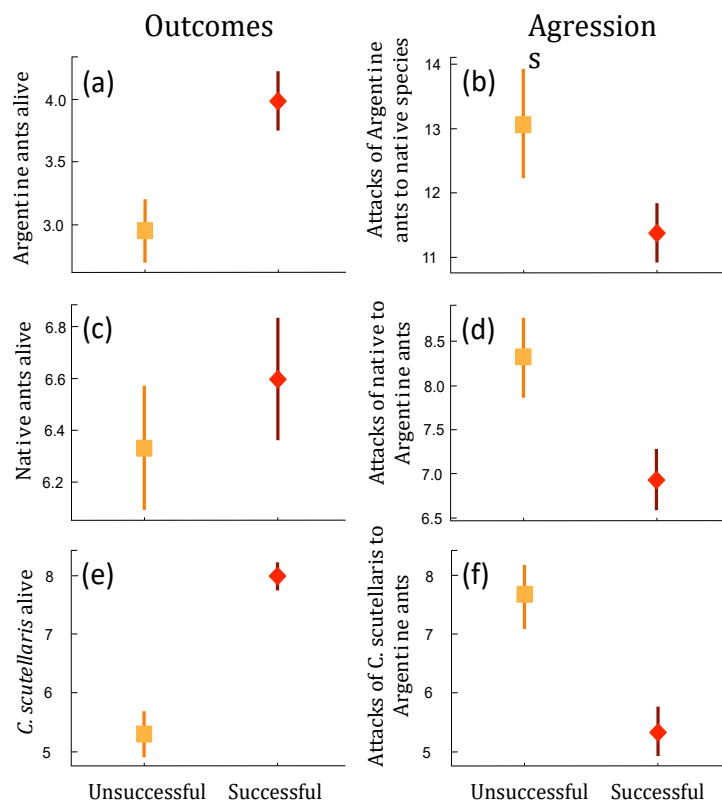 Outcomes
Agression
s
(a)
Argentine ants alive
4.0
3.5
3.0
(b)
Attacks of Argentine
ants to native species
14
13
12
11
(c)
Native ants alive
6.8
6.6
6.4
6.2
(d)
Attacks of native to
Argentine ants
8.5
8.0
7.5
7.0
6.5
(e)
C. scutellaris alive
8
7
6
5
(f)
Attacks of C. scutellaris to
Argentine ants
8
7
6
5
Unsuccessful Successful
Unsuccessful Successful